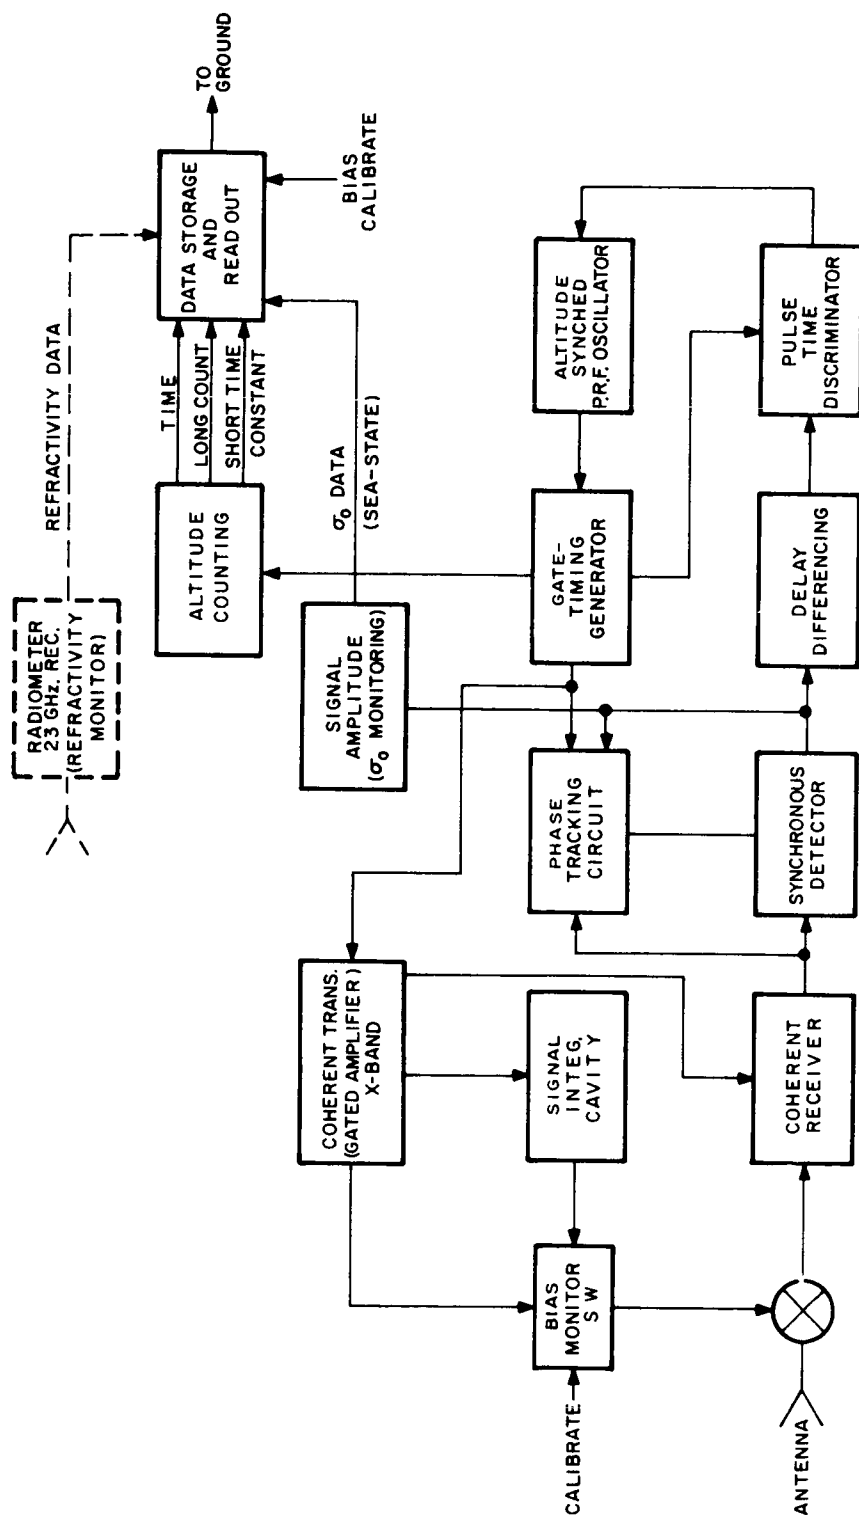 RADIOMETER
23 GHz. REC.
(REFRACTIVITY
MONITOR)
REFRACTIVITY DATA
ALTITUDE
COUNTING
TIME
LONG COUNT
SHORT TIME
CONSTANT
DATA STORAGE
AND
READ OUT
TO
GROUND
BIAS
CALIBRATE
σ₀ DATA
(SEA-STATE)
SIGNAL
AMPLITUDE
(σ₀ MONITORING)
COHERENT TRANS.
(GATED AMPLIFIER)
X-BAND
CALIBRATE
BIAS
MONITOR
S W
SIGNAL
INTEG.
CAVITY
PHASE
TRACKING
CIRCUIT
GATE-
TIMING
GENERATOR
ALTITUDE
SYNCHED
P.R.F. OSCILLATOR
ANTENNA
COHERENT
RECEIVER
SYNCHRONOUS
DETECTOR
DELAY
DIFFERENCING
PULSE
TIME
DISCRIMINATOR